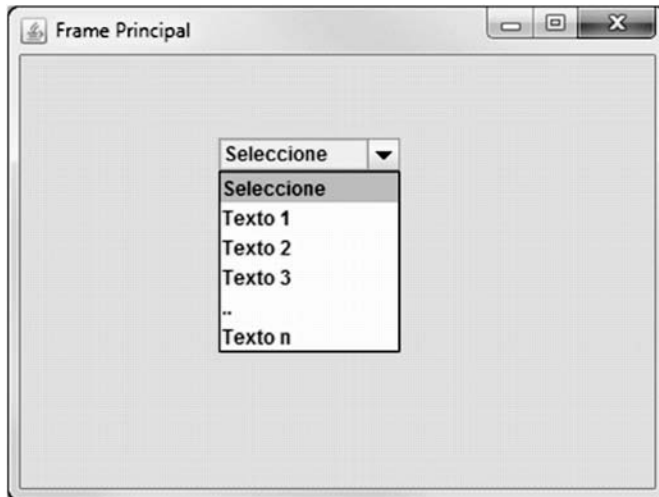 Frame Principal
Seleccione
Seleccione
Texto 1
Texto 2
Texto 3
..
Texto n